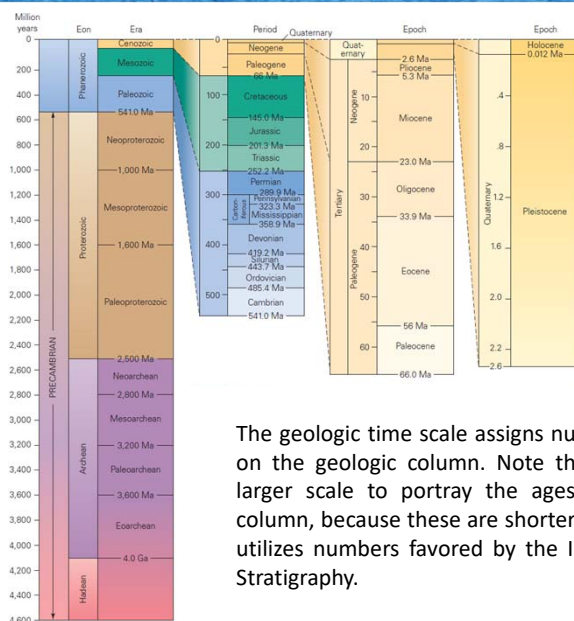 Million
years
Eon
Era
Period
Quaternary
Epoch
Epoch
0
200
400
600
800
1,000
1,200
1,400
1,600
1,800
2,000
2,200
2,400
2,600
2,800
3,000
3,200
3,400
3,600
3,800
4,000
4,200
4,400
4,600
PRECAMBRIAN
Phanerozoic
Proterozoic
Archean
Hadean
Cenozoic
Mesozoic
Paleozoic
541.0 Ma
Neoproterozoic
1,000 Ma
Mesoproterozoic
1,600 Ma
Paleoproterozoic
2,500 Ma
Neoarchean
2,800 Ma
Mesoarchean
3,200 Ma
Paleoarchean
3,600 Ma
Eoarchean
4.0 Ga
0
100
200
300
400
500
Neogene
Paleogene
66 Ma
Cretaceous
145.0 Ma
Jurassic
201.3 Ma
Triassic
252.2 Ma
Permian
289.9 Ma
Carbon-
iferous
Pennsylvanian
323.3 Ma
Mississippian
358.9 Ma
Devonian
419.2 Ma
Silurian
443.7 Ma
Ordovician
485.4 Ma
Cambrian
541.0 Ma
Quat-
ernary
Tertiary
Neogene
Paleogene
10
20
30
40
50
60
2.6 Ma
Pliocene
5.3 Ma
Miocene
23.0 Ma
Oligocene
33.9 Ma
Eocene
56 Ma
Paleocene
66.0 Ma
Quaternary
.4
.8
1.2
1.6
2.0
2.2
2.6
Holocene
0.012 Ma
Pleistocene
The geologic time scale assigns nu
on the geologic column. Note th
larger scale to portray the ages
column, because these are shorter
utilizes numbers favored by the I
Stratigraphy.